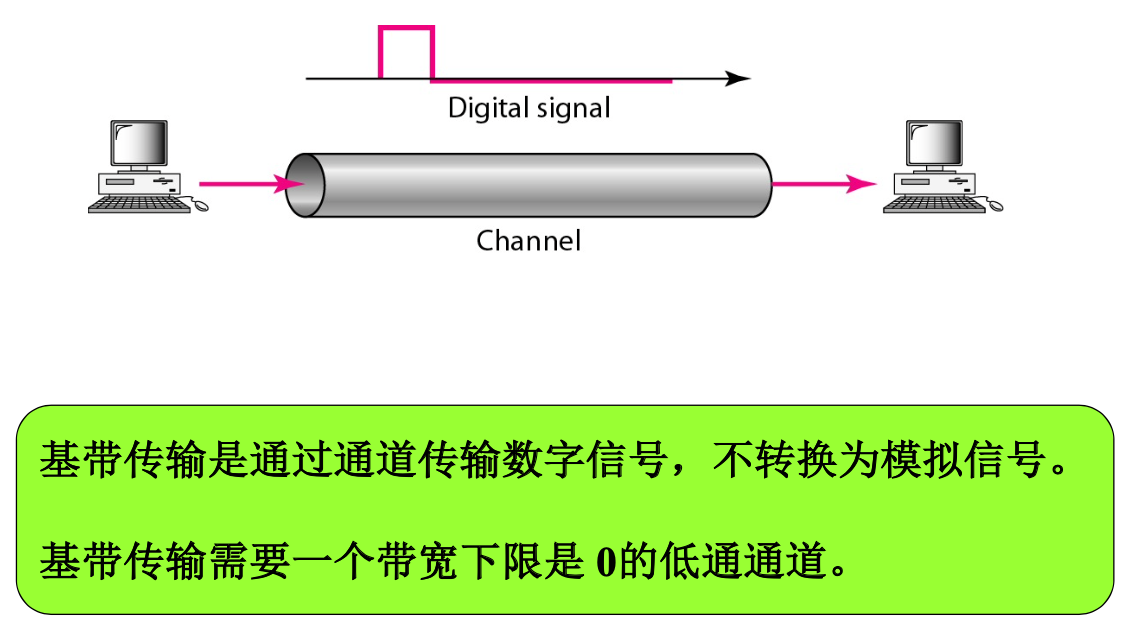 Digital signal
Channel
基带传输是通过通道传输数字信号，不转换为模拟信号。
基带传输需要一个带宽下限是 0的低通通道。